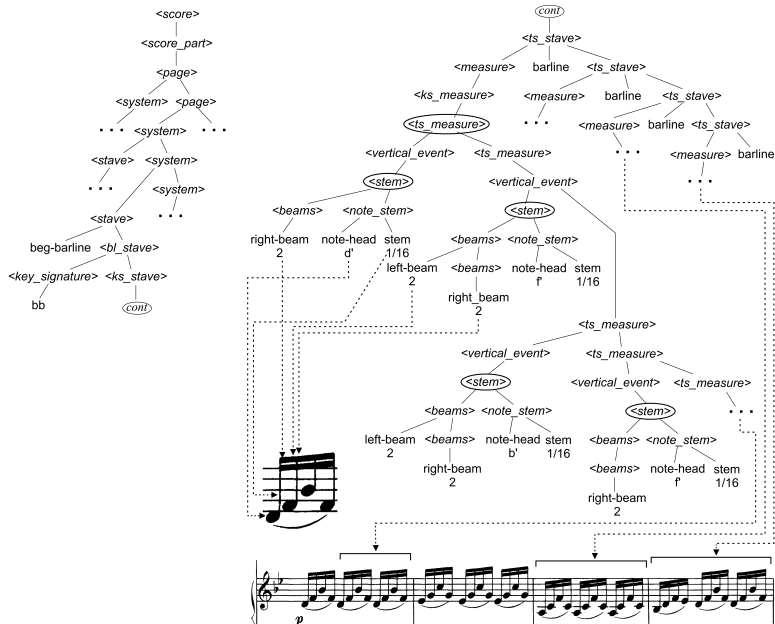 <score>
<score_part>
<page>
<system> <page>
. . . <system> . . .
<stave> <system>
. . . <system>
<stave> . . .
beg-barline <bl_stave>
<key_signature> <ks_stave>
bb cont
cont
<ts_stave>
<measure> barline <ts_stave>
<ks_measure> <measure> barline <ts_stave>
<ts_measure> . . . <measure> barline <ts_stave>
<vertical_event> <ts_measure> . . . <measure> barline
<stem> <vertical_event> . . .
<beams> <note_stem> <stem>
right-beam note-head stem <beams> <note_stem>
2 d' 1/16
left-beam <beams> note-head stem
2 f' 1/16
right_beam
2
<ts_measure>
<vertical_event> <ts_measure>
<stem> <vertical_event> <ts_measure>
<beams> <note_stem> <stem> . . .
left-beam <beams> note-head stem <beams> <note_stem>
2 b' 1/16
right-beam <beams> note-head stem
2 f' 1/16
right-beam
2
p